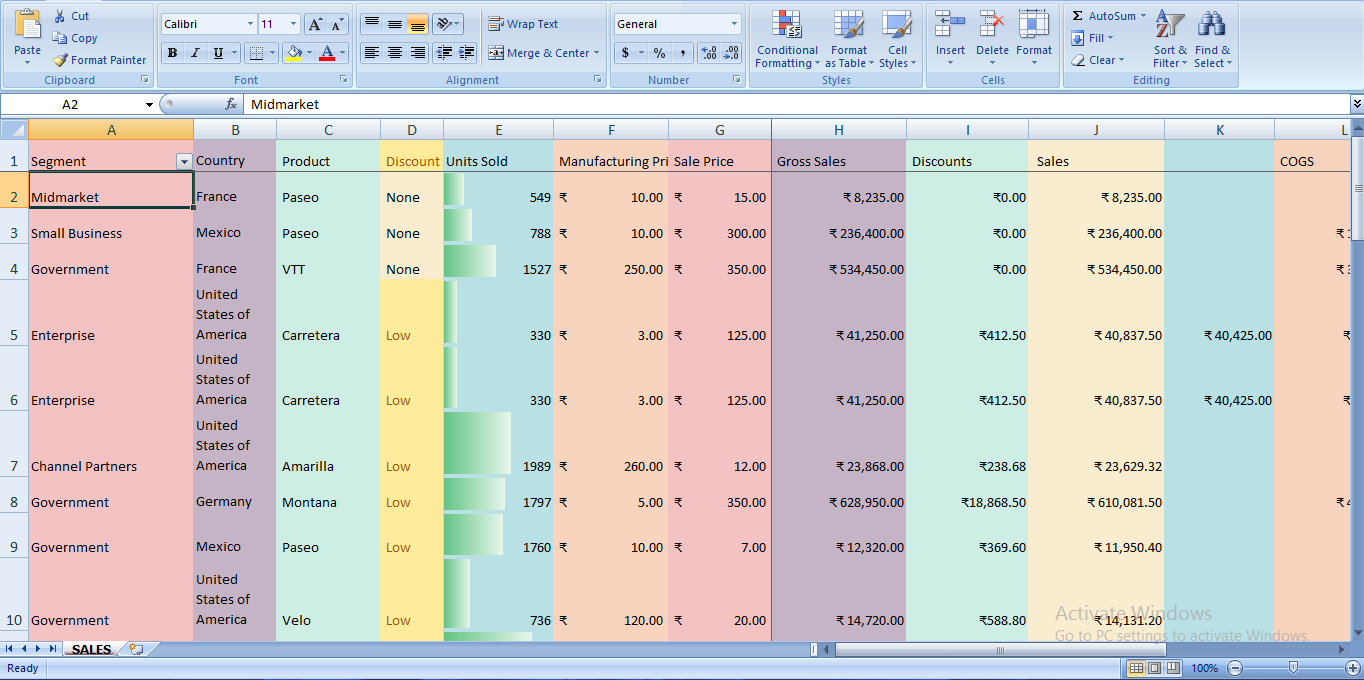 Cut
Copy
Format Painter
Paste
Clipboard
Calibri 11 A A
B I U A
Font
Wrap Text
Merge & Center
Alignment
General
$ % , .00 .00
Number
Conditional Formatting Format as Table Cell Styles
Styles
Insert Delete Format
Cells
Σ AutoSum
Fill
Clear
Sort & Filter Find & Select
Editing
A2 fx Midmarket
A B C D E F G H I J K L
1 Segment Country Product Discount Units Sold Manufacturing Pri Sale Price Gross Sales Discounts Sales COGS
2 Midmarket France Paseo None 549 ₹ 10.00 ₹ 15.00 ₹ 8,235.00 ₹0.00 ₹ 8,235.00
3 Small Business Mexico Paseo None 788 ₹ 10.00 ₹ 300.00 ₹ 236,400.00 ₹0.00 ₹ 236,400.00 ₹
4 Government France VTT None 1527 ₹ 250.00 ₹ 350.00 ₹ 534,450.00 ₹0.00 ₹ 534,450.00 ₹
5 Enterprise United States of America Carretera Low 330 ₹ 3.00 ₹ 125.00 ₹ 41,250.00 ₹412.50 ₹ 40,837.50 ₹ 40,425.00 ₹
6 Enterprise United States of America Carretera Low 330 ₹ 3.00 ₹ 125.00 ₹ 41,250.00 ₹412.50 ₹ 40,837.50 ₹ 40,425.00 ₹
7 Channel Partners United States of America Amarilla Low 1989 ₹ 260.00 ₹ 12.00 ₹ 23,868.00 ₹238.68 ₹ 23,629.32
8 Government Germany Montana Low 1797 ₹ 5.00 ₹ 350.00 ₹ 628,950.00 ₹18,868.50 ₹ 610,081.50 ₹
9 Government Mexico Paseo Low 1760 ₹ 10.00 ₹ 7.00 ₹ 12,320.00 ₹369.60 ₹ 11,950.40
10 Government United States of America Velo Low 736 ₹ 120.00 ₹ 20.00 ₹ 14,720.00 ₹588.80 ₹ 14,131.20
Activate Windows
Go to PC settings to activate Windows.
SALES
Ready 100%